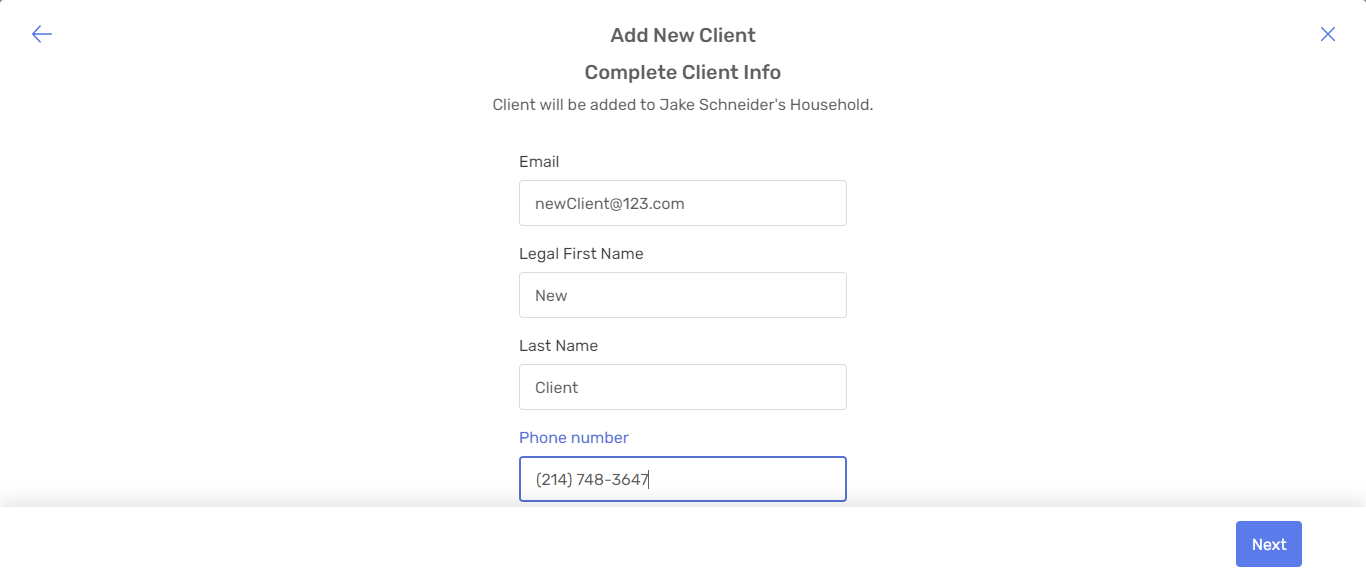 Add New Client
Complete Client Info
Client will be added to Jake Schneider's Household.
Email
newClient@123.com
Legal First Name
New
Last Name
Client
Phone number
(214) 748-3647
Next